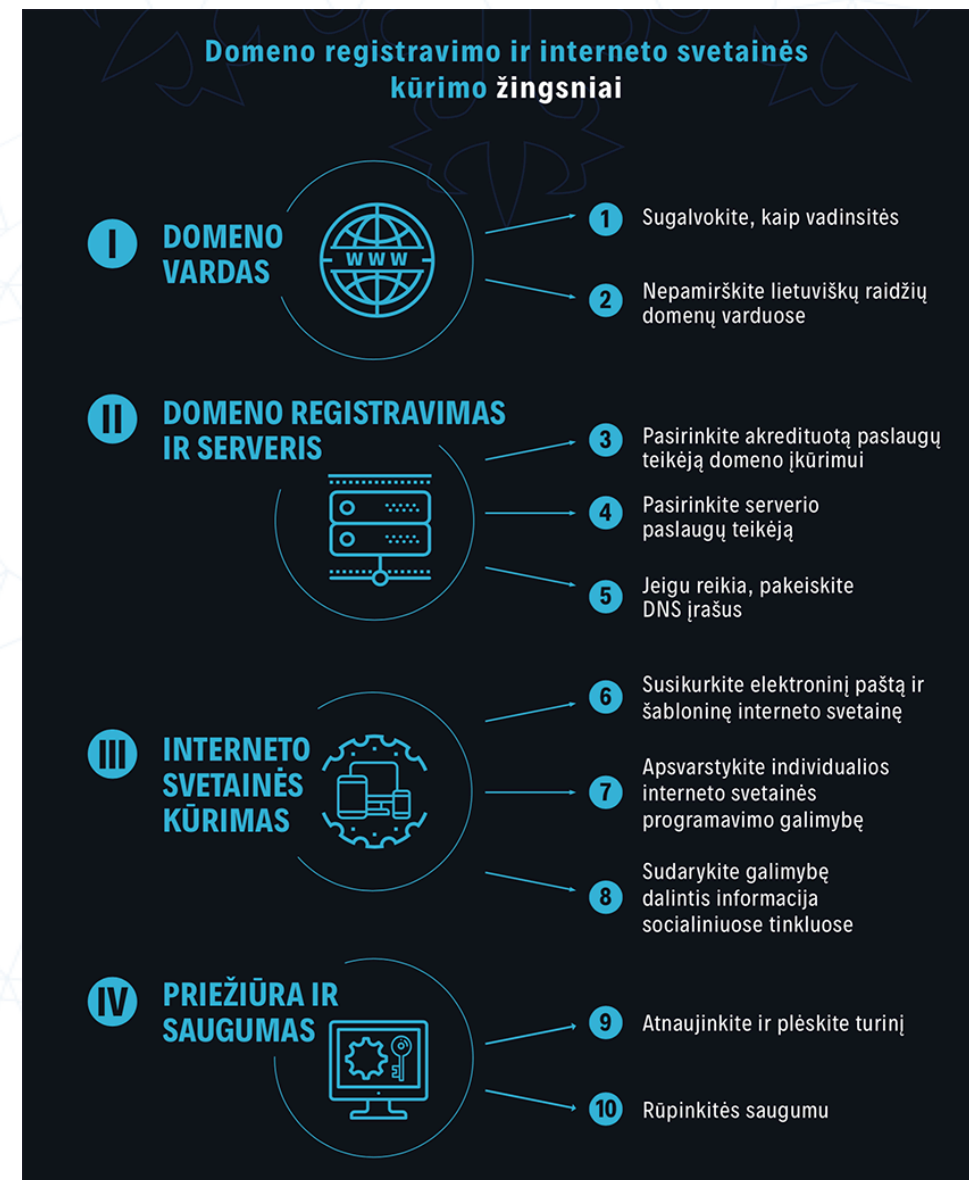 Domeno registravimo ir interneto svetainės
kūrimo žingsniai
I
DOMENO
VARDAS
WWW
1
Sugalvokite, kaip vadinsitės
2
Nepamirškite lietuviškų raidžių
domenų varduose
II
DOMENO REGISTRAVIMAS
IR SERVERIS
3
Pasirinkite akredituotą paslaugų
teikėją domeno įkūrimui
4
Pasirinkite serverio
paslaugų teikėją
5
Jeigu reikia, pakeiskite
DNS įrašus
III
INTERNETO
SVETAINĖS
KŪRIMAS
6
Susikurkite elektroninį paštą ir
šabloninę interneto svetainę
7
Apsvarstykite individualios
interneto svetainės
programavimo galimybę
8
Sudarykite galimybę
dalintis informacija
socialiniuose tinkluose
IV
PRIEŽIŪRA IR
SAUGUMAS
9
Atnaujinkite ir plėskite turinį
10
Rūpinkitės saugumu